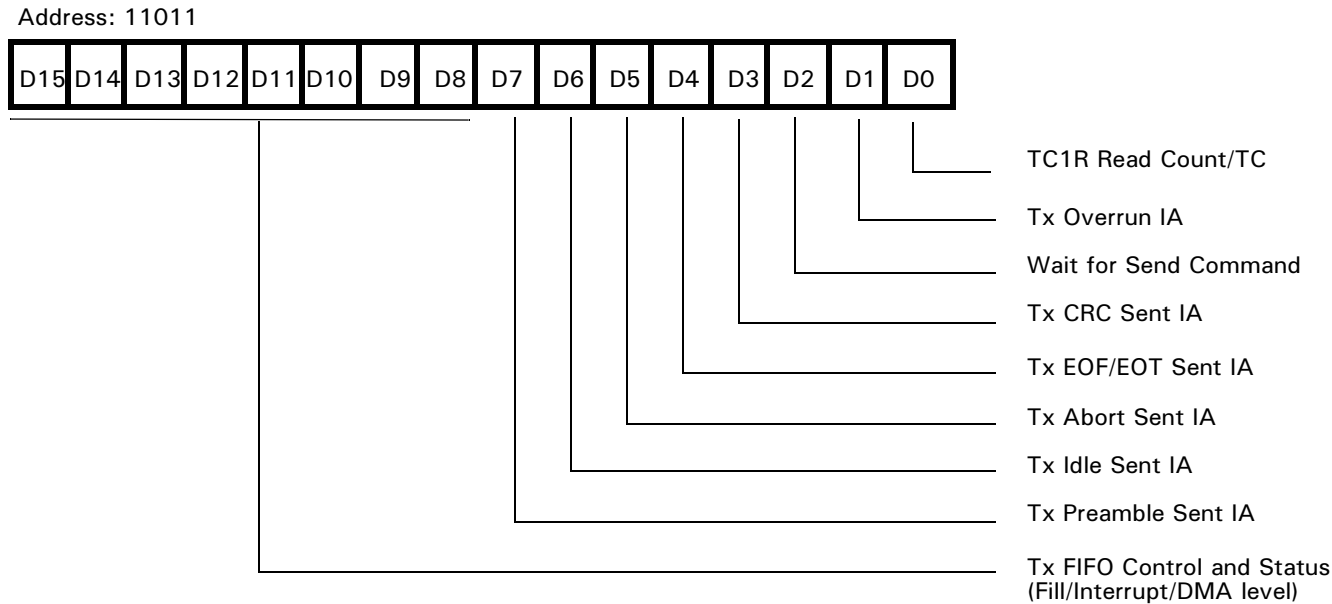 Address: 11011
D15 D14 D13 D12 D11 D10 D9 D8 D7 D6 D5 D4 D3 D2 D1 D0
TC1R Read Count/TC
Tx Overrun IA
Wait for Send Command
Tx CRC Sent IA
Tx EOF/EOT Sent IA
Tx Abort Sent IA
Tx Idle Sent IA
Tx Preamble Sent IA
Tx FIFO Control and Status
(Fill/Interrupt/DMA level)